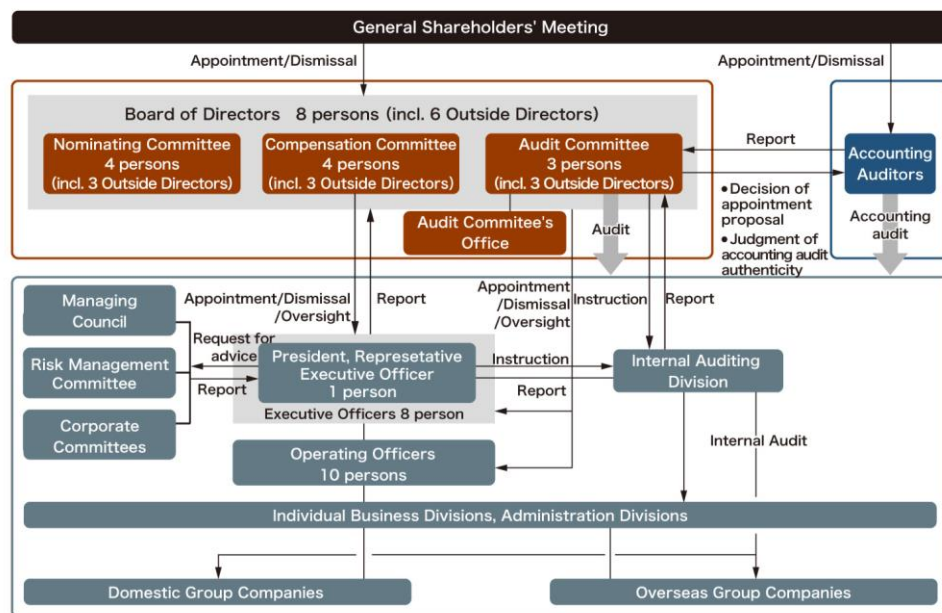 General Shareholders' Meeting
Appointment/Dismissal
Appointment/Dismissal
Board of Directors 8 persons (incl. 6 Outside Directors)
Nominating Committee
4 persons
(incl. 3 Outside Directors)
Compensation Committee
4 persons
(incl. 3 Outside Directors)
Audit Committee
3 persons
(incl. 3 Outside Directors)
Report
Accounting
Auditors
Audit Commitee's
Office
Audit
•Decision of
appointment
proposal
•Judgment of
accounting audit
authenticity
Accounting
audit
Managing
Council
Risk Management
Committee
Corporate
Committees
Appointment/Dismissal
/Oversight
Report
Appointment
/Dismissal
/Oversight
Instruction
Report
Request for
advice
Report
President, Represetative
Executive Officer
1 person
Executive Officers 8 person
Instruction
Report
Internal Auditing
Division
Operating Officers
10 persons
Internal Audit
Individual Business Divisions, Administration Divisions
Domestic Group Companies
Overseas Group Companies